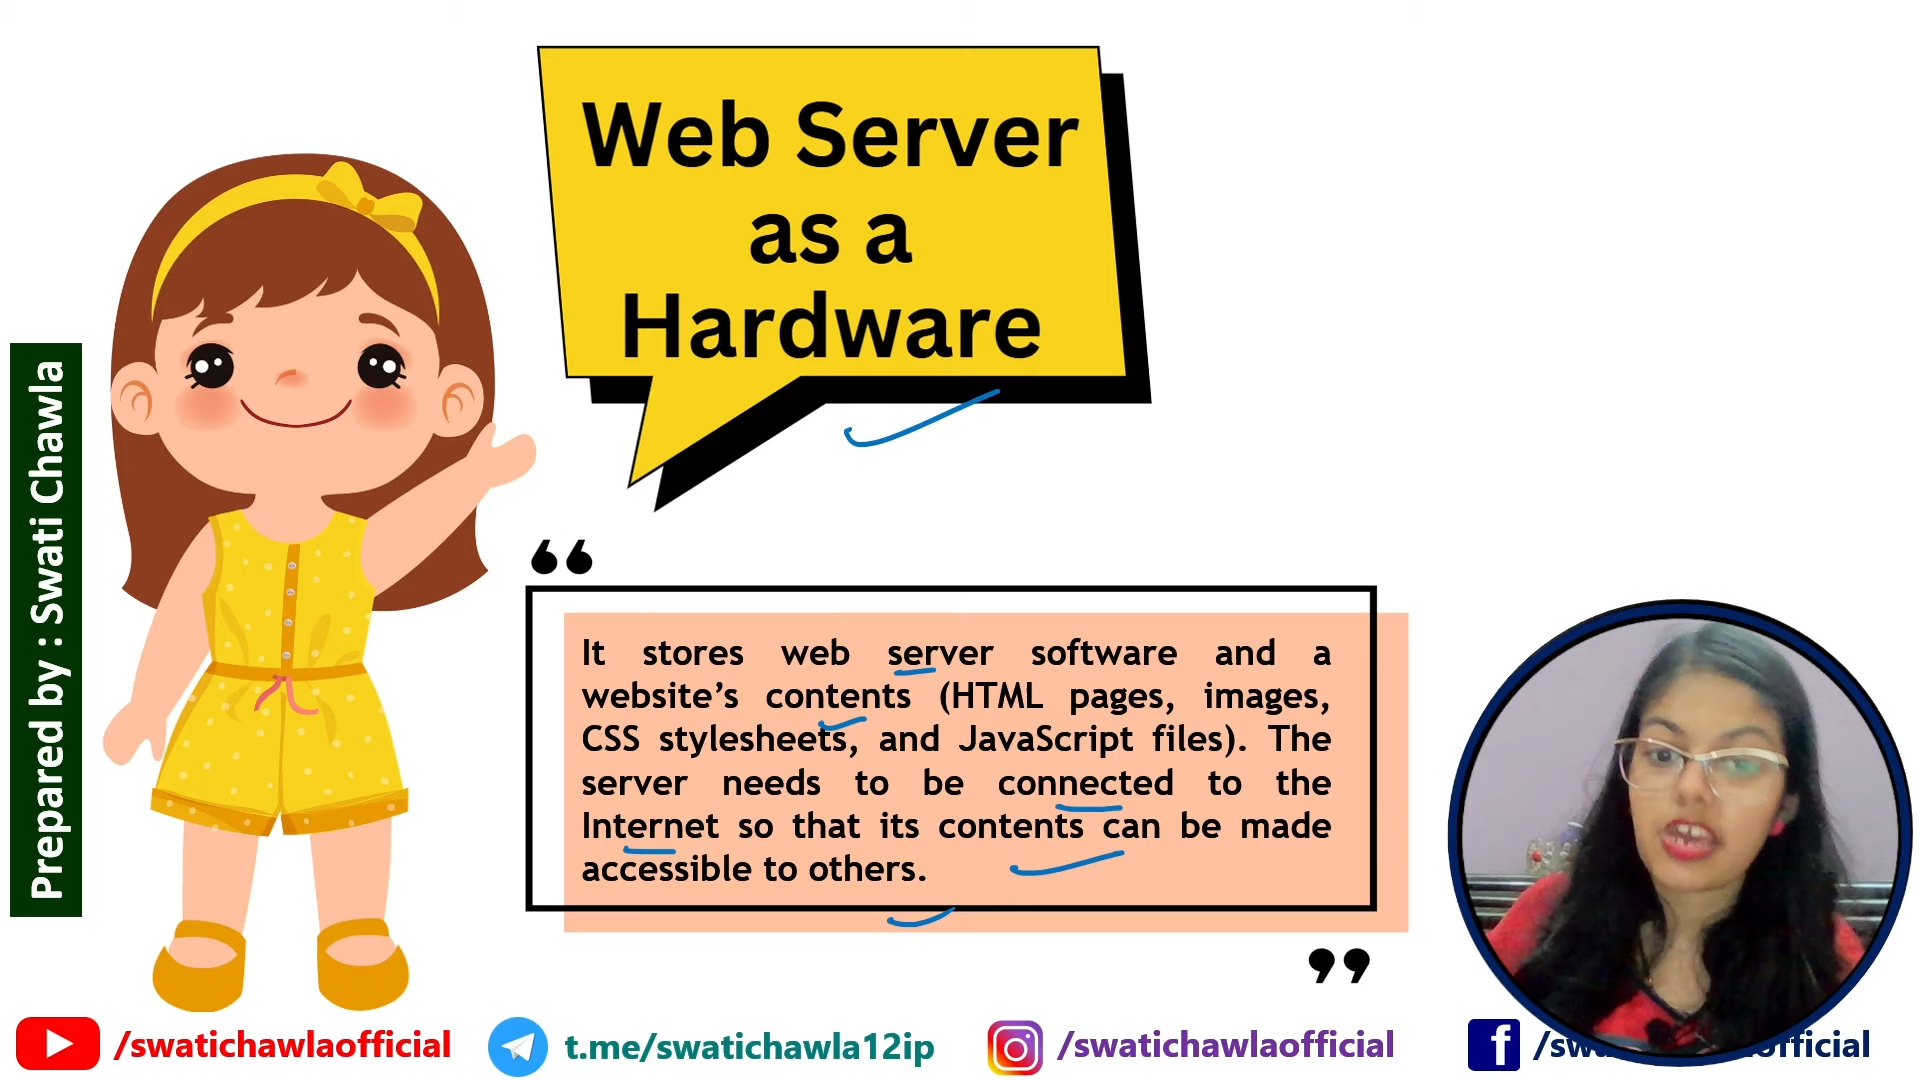 Web Server
as a
Hardware
Prepared by : Swati Chawla
It stores web server software and a
website’s contents (HTML pages, images,
CSS stylesheets, and JavaScript files). The
server needs to be connected to the
Internet so that its contents can be made
accessible to others.
/swatichawlaofficial
t.me/swatichawla12ip
/swatichawlaofficial